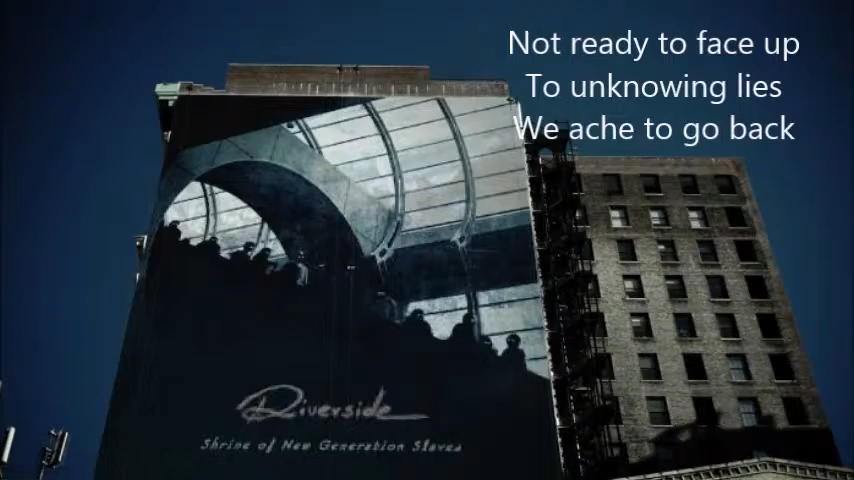 Not ready to face up
To unknowing lies
We ache to go back
Riverside
Shrine of New Generation Slaves